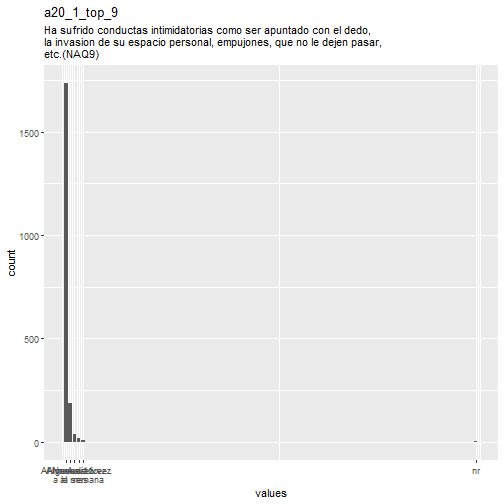 a20_1_top_9
Ha sufrido conductas intimidatorias como ser apuntado con el dedo,
la invasion de su espacio personal, empujones, que no le dejen pasar,
etc.(NAQ9)
1500
1000
500
0
count
nr
values